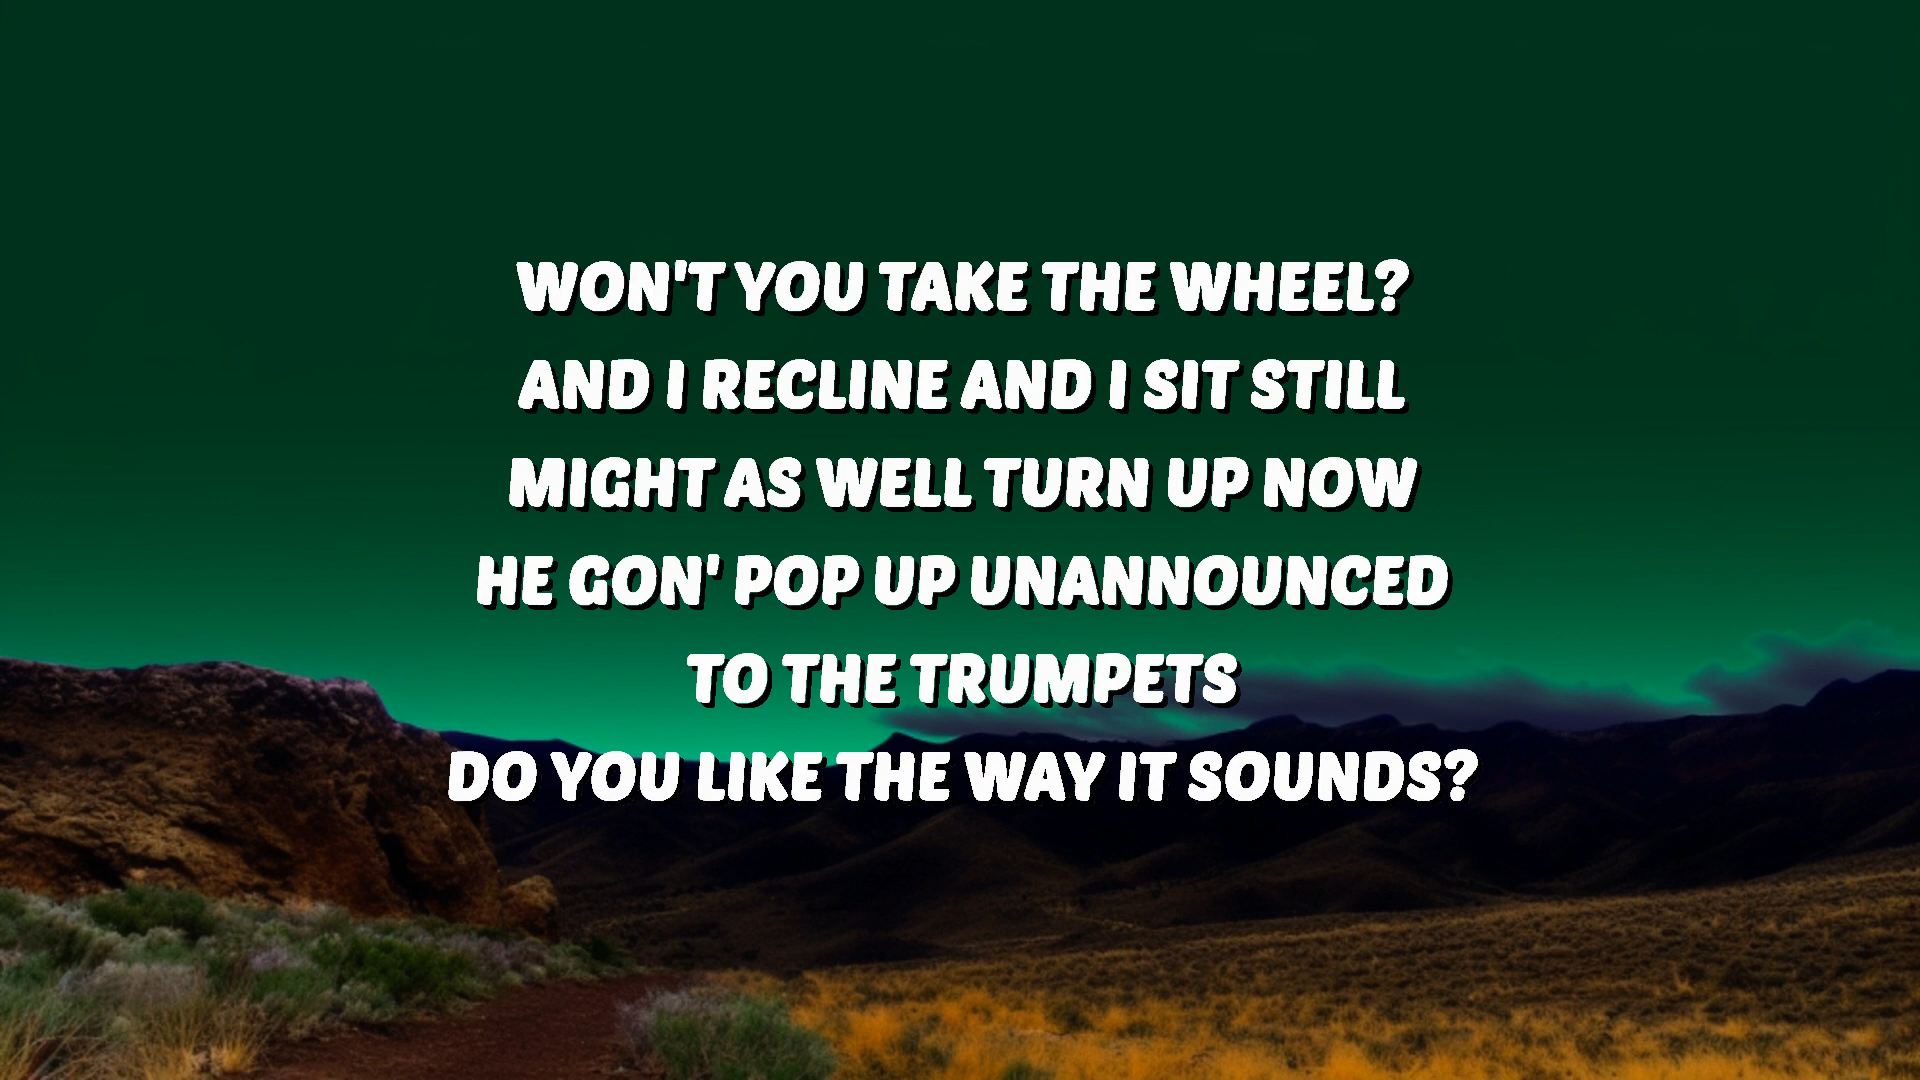 WON'T YOU TAKE THE WHEEL?
AND I RECLINE AND I SIT STILL
MIGHT AS WELL TURN UP NOW
HE GON' POP UP UNANNOUNCED
TO THE TRUMPETS
DO YOU LIKE THE WAY IT SOUNDS?